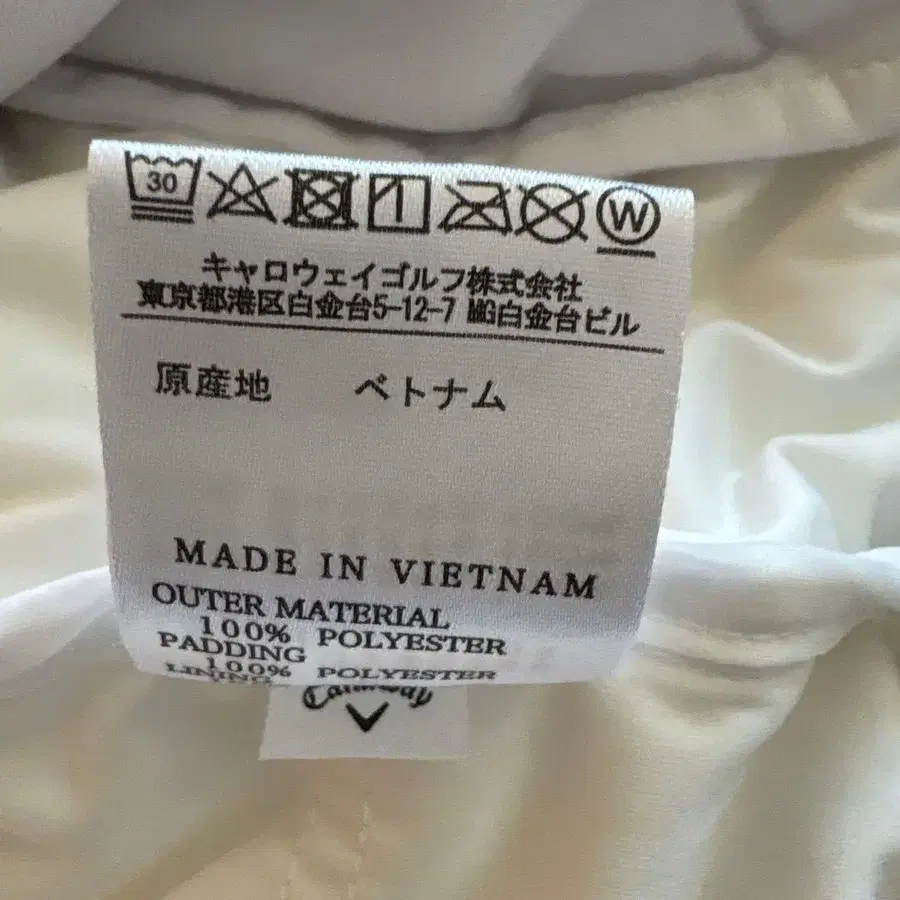 30
W
キャロウェイゴルフ株式会社
東京都港区白金台5-12-7 MG白金台ビル
原産地 ベトナム
MADE IN VIETNAM
OUTER MATERIAL
100% POLYESTER
PADDING
100% POLYESTER
LINING
Callaway